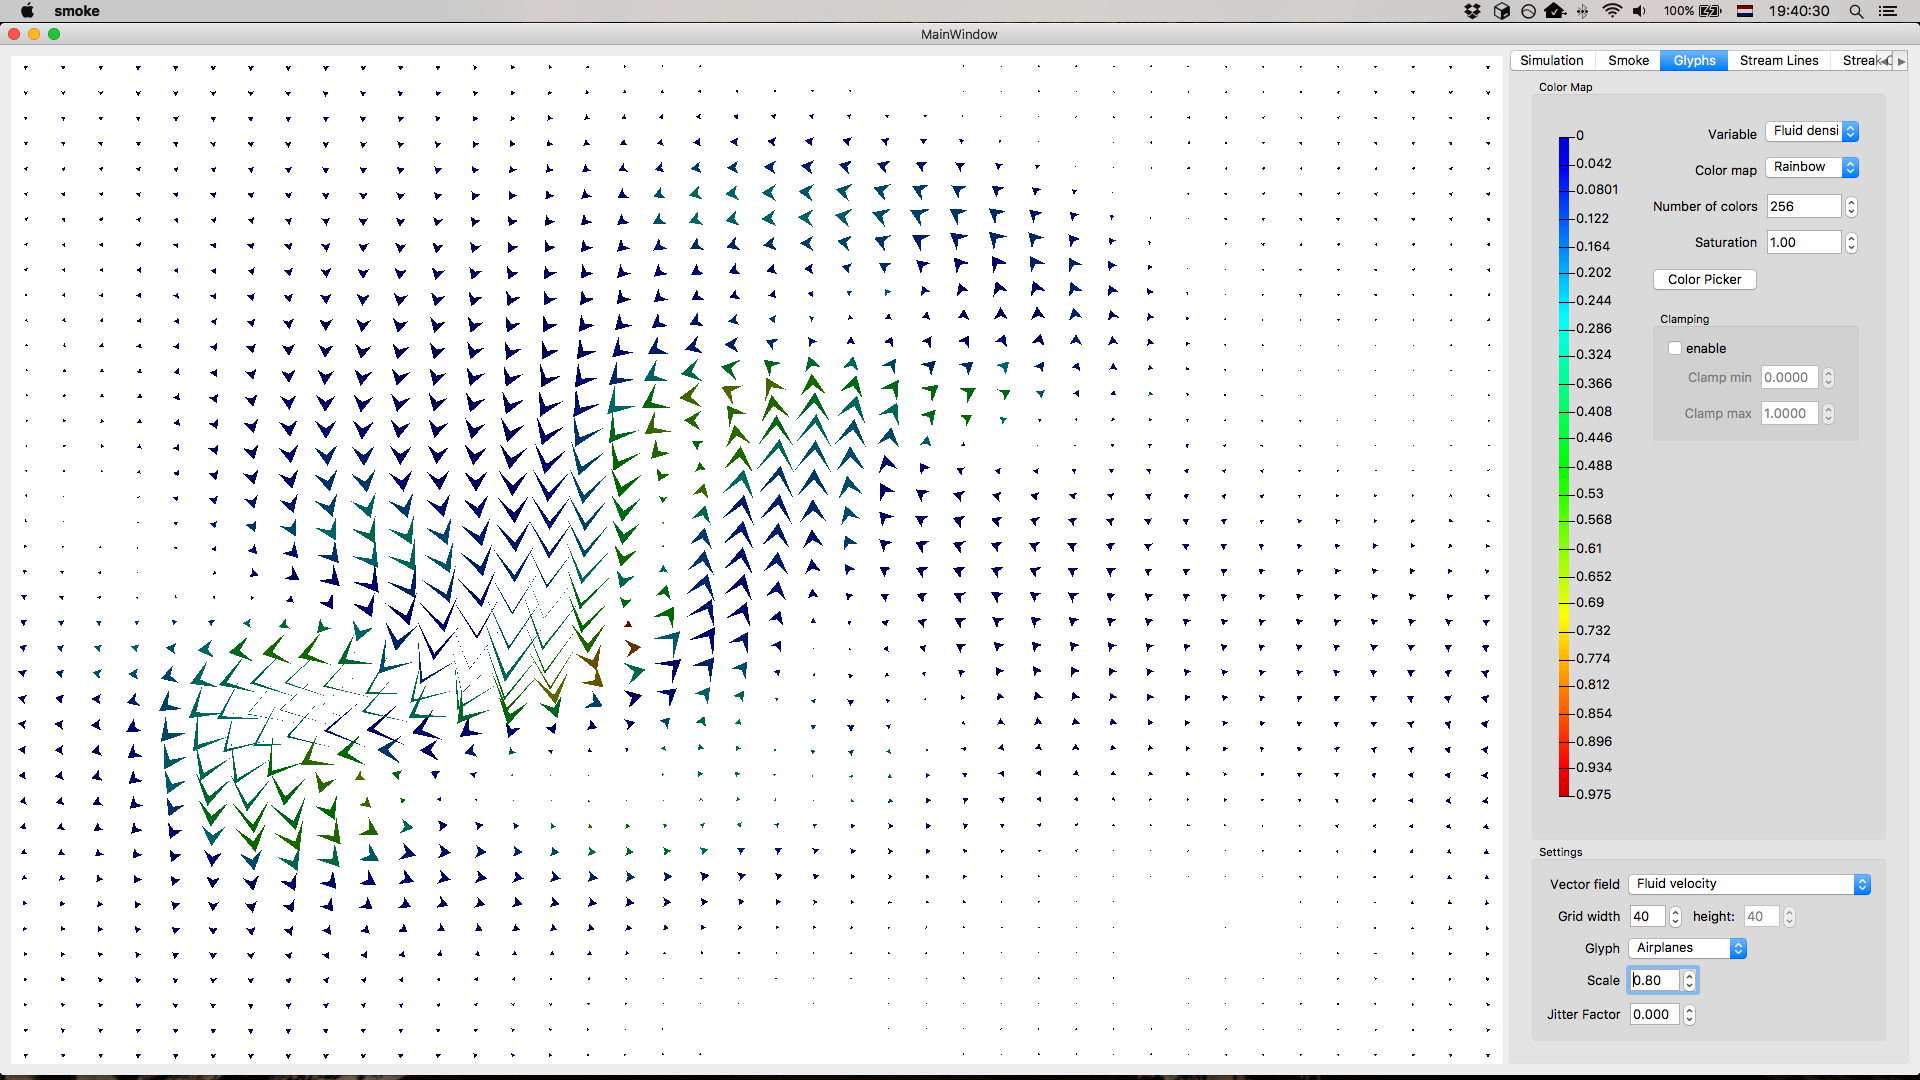 smoke
100%
19:40:30
MainWindow
Simulation Smoke Glyphs Stream Lines Streak
Color Map
0
0.042
0.0801
0.122
0.164
0.202
0.244
0.286
0.324
0.366
0.408
0.446
0.488
0.53
0.568
0.61
0.652
0.69
0.732
0.774
0.812
0.854
0.896
0.934
0.975
Variable Fluid densi
Color map Rainbow
Number of colors 256
Saturation 1.00
Color Picker
Clamping
enable
Clamp min 0.0000
Clamp max 1.0000
Settings
Vector field Fluid velocity
Grid width 40 height: 40
Glyph Airplanes
Scale 0.80
Jitter Factor 0.000